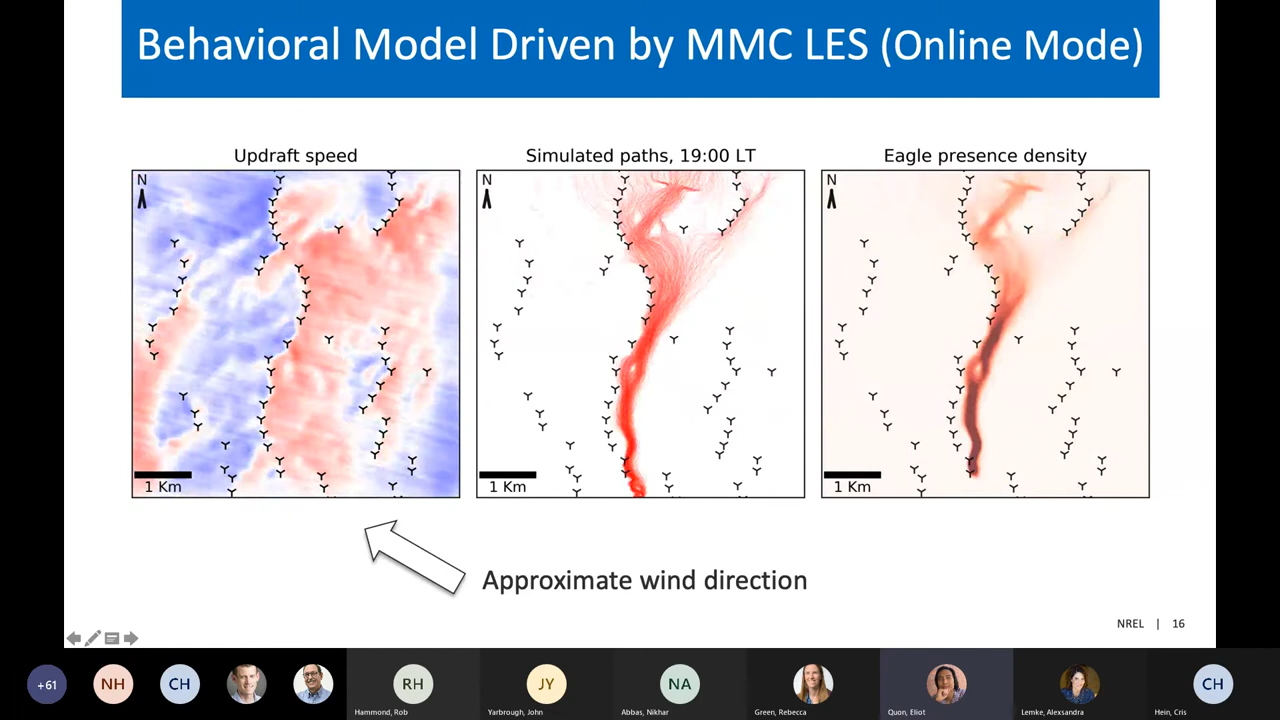 Behavioral Model Driven by MMC LES (Online Mode)
Updraft speed
Simulated paths, 19:00 LT
Eagle presence density
N
N
N
1 Km
1 Km
1 Km
Approximate wind direction
NREL | 16
+61
NH
CH
RH
JY
NA
CH
Hammond, Rob
Yarbrough, John
Abbas, Nikhar
Green, Rebecca
Quon, Eliot
Lemke, Alexsandra
Hein, Cris